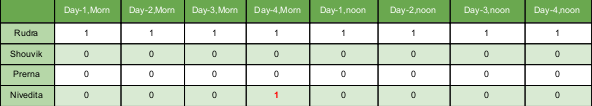 Day-1,Morn Day-2,Morn Day-3,Morn Day-4,Morn Day-1,noon Day-2,noon Day-3,noon Day-4,noon
Rudra 1 1 1 1 1 1 1 1
Shouvik 0 0 0 0 0 0 0 0
Prerna 0 0 0 0 0 0 0 0
Nivedita 0 0 0 1 0 0 0 0